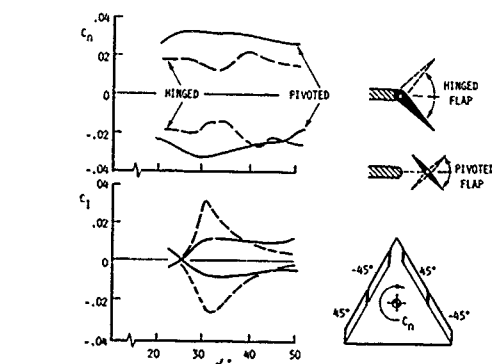 .04
Cn
.02
0
HINGED
PIVOTED
-.02
-.04
HINGED
FLAP
PIVOTED
FLAP
.04
Cl
.02
0
-.02
-.04
20
30
40
50
α°
-45°
45°
45°
-45°
Cn